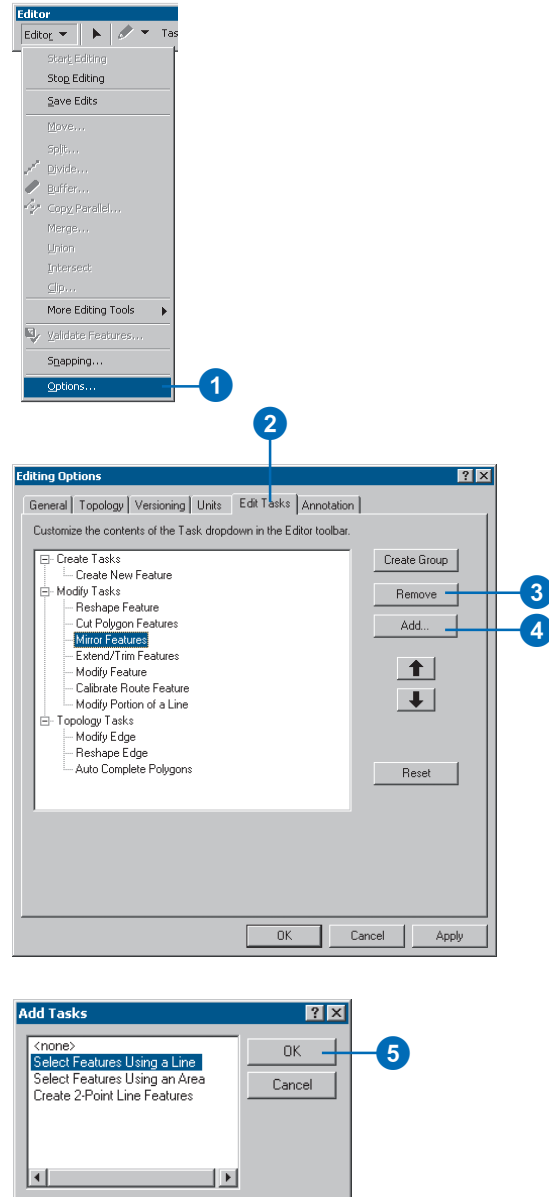 Editor
Editor
Tas
Start Editing
Stop Editing
Save Edits
Move...
Split...
Divide...
Buffer...
Copy Parallel...
Merge...
Union
Intersect
Clip...
More Editing Tools
Validate Features...
Snapping...
Options...
1
2
Editing Options
General Topology Versioning Units Edit Tasks Annotation
Customize the contents of the Task dropdown in the Editor toolbar.
Create Tasks
Create New Feature
Modify Tasks
Reshape Feature
Cut Polygon Features
Mirror Features
Extend/Trim Features
Modify Feature
Calibrate Route Feature
Modify Portion of a Line
Topology Tasks
Modify Edge
Reshape Edge
Auto Complete Polygons
Create Group
Remove
3
Add...
4
Reset
OK Cancel Apply
Add Tasks
<none>
Select Features Using a Line
Select Features Using an Area
Create 2-Point Line Features
OK
5
Cancel